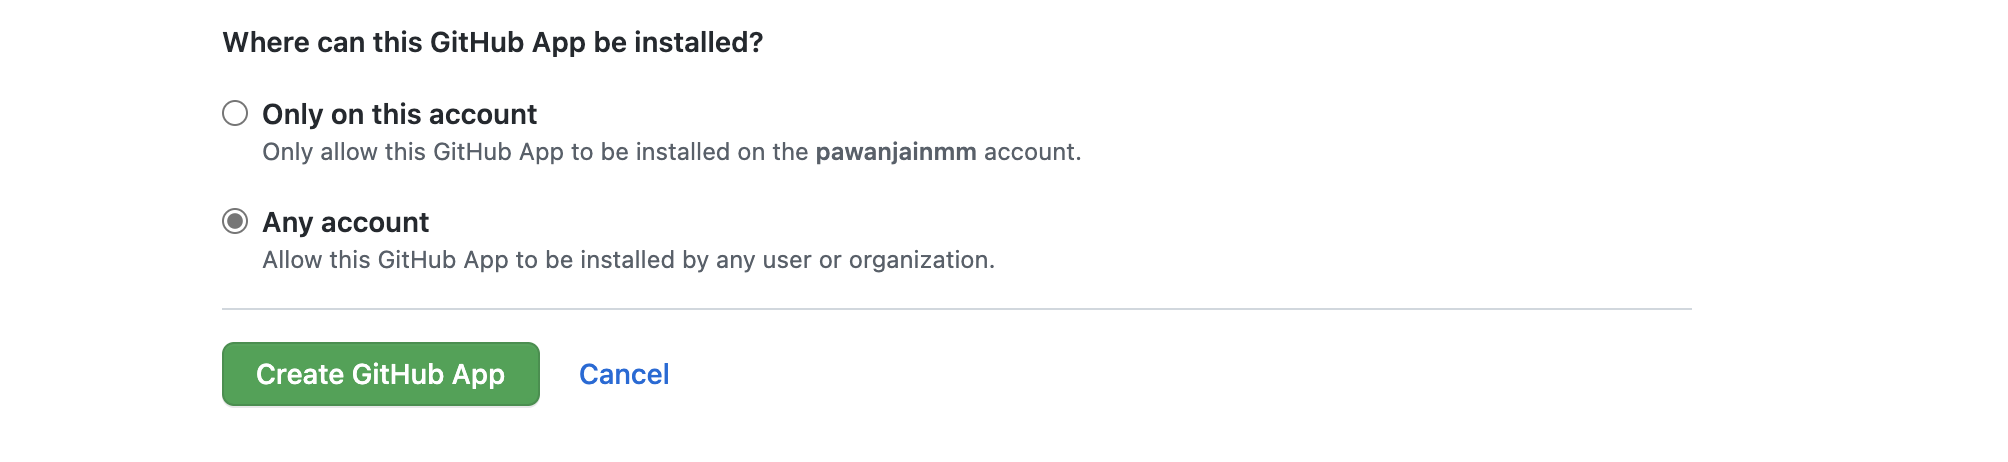 Where can this GitHub App be installed?
Only on this account
Only allow this GitHub App to be installed on the pawanjainmm account.
Any account
Allow this GitHub App to be installed by any user or organization.
Create GitHub App
Cancel